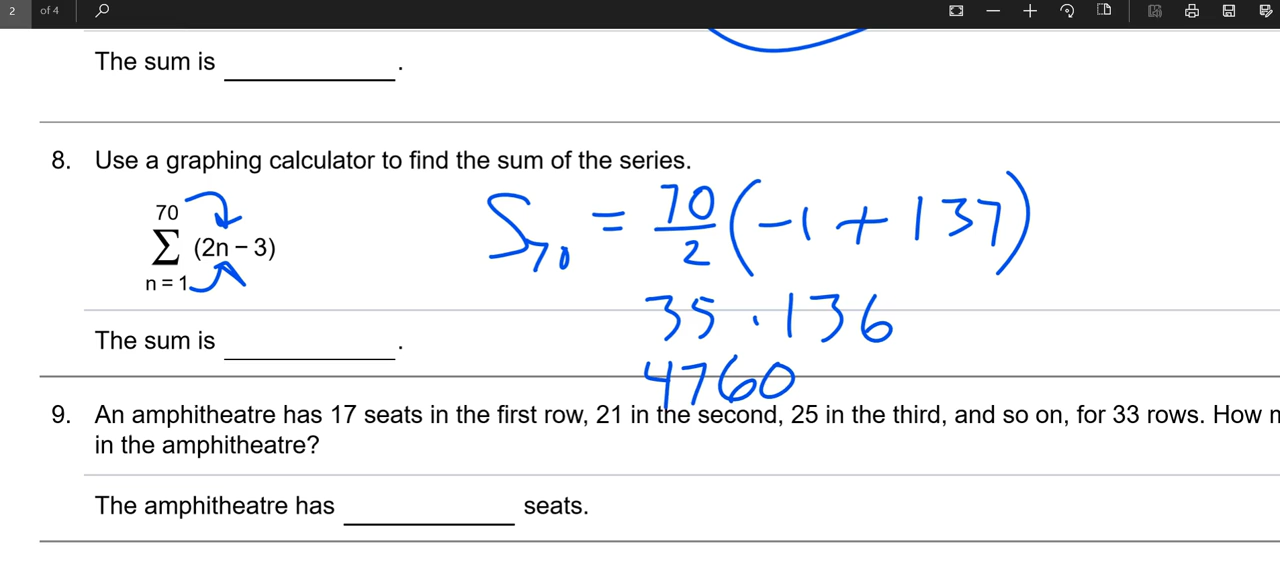 2 of 4
The sum is ____________.
8. Use a graphing calculator to find the sum of the series.
70
Σ (2n − 3)
n = 1
S₇₀ = 70/2 (−1 + 137)
35 · 136
The sum is ____________.
4760
9. An amphitheatre has 17 seats in the first row, 21 in the second, 25 in the third, and so on, for 33 rows. How
in the amphitheatre?
The amphitheatre has ____________ seats.